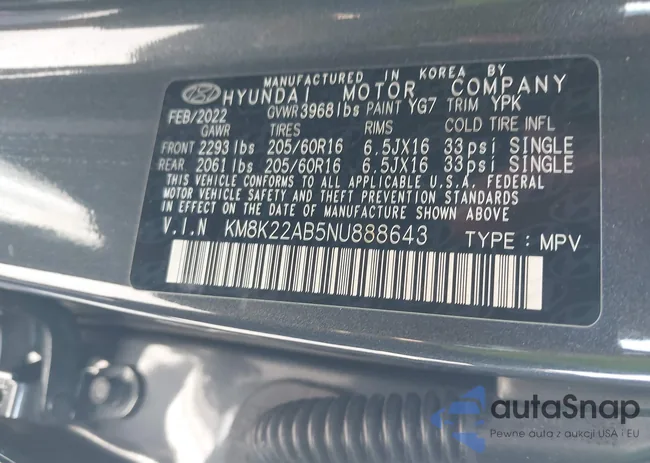 MANUFACTURED IN KOREA BY
HYUNDAI MOTOR COMPANY
FEB/2022 GVWR 3968lbs PAINT YG7 TRIM YPK
GAWR TIRES RIMS COLD TIRE INFL
FRONT 2293lbs 205/60R16 6.5JX16 33psi SINGLE
REAR 2061lbs 205/60R16 6.5JX16 33psi SINGLE
THIS VEHICLE CONFORMS TO ALL APPLICABLE U.S.A. FEDERAL
MOTOR VEHICLE SAFETY AND THEFT PREVENTION STANDARDS
IN EFFECT ON THE DATE OF MANUFACTURE SHOWN ABOVE
V.I.N KM8K22AB5NU888643 TYPE : MPV
autaSnap
Pewne auta z aukcji USA i EU